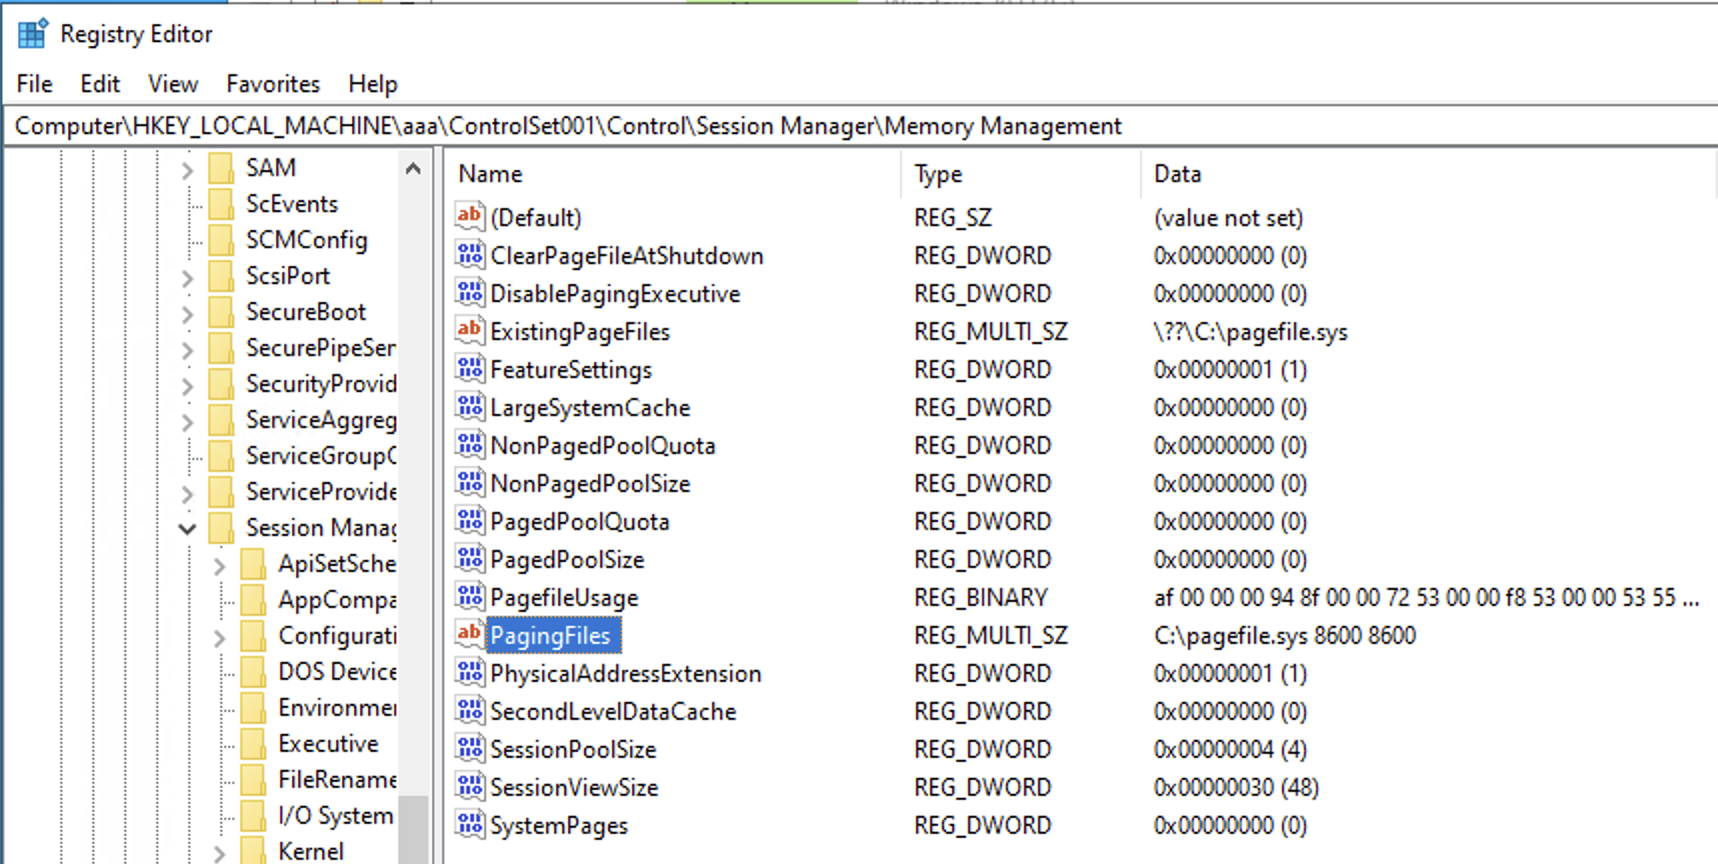 Registry Editor
File Edit View Favorites Help
Computer\HKEY_LOCAL_MACHINE\aaa\ControlSet001\Control\Session Manager\Memory Management
SAM
ScEvents
SCMConfig
ScsiPort
SecureBoot
SecurePipeSer
SecurityProvid
ServiceAggreg
ServiceGroupC
ServiceProvide
Session Manag
ApiSetSche
AppCompa
Configurati
DOS Device
Environmen
Executive
FileRename
I/O System
Kernel
Name Type Data
(Default) REG_SZ (value not set)
ClearPageFileAtShutdown REG_DWORD 0x00000000 (0)
DisablePagingExecutive REG_DWORD 0x00000000 (0)
ExistingPageFiles REG_MULTI_SZ \??\C:\pagefile.sys
FeatureSettings REG_DWORD 0x00000001 (1)
LargeSystemCache REG_DWORD 0x00000000 (0)
NonPagedPoolQuota REG_DWORD 0x00000000 (0)
NonPagedPoolSize REG_DWORD 0x00000000 (0)
PagedPoolQuota REG_DWORD 0x00000000 (0)
PagedPoolSize REG_DWORD 0x00000000 (0)
PagefileUsage REG_BINARY af 00 00 00 94 8f 00 00 72 53 00 00 f8 53 00 00 53 55 ...
PagingFiles REG_MULTI_SZ C:\pagefile.sys 8600 8600
PhysicalAddressExtension REG_DWORD 0x00000001 (1)
SecondLevelDataCache REG_DWORD 0x00000000 (0)
SessionPoolSize REG_DWORD 0x00000004 (4)
SessionViewSize REG_DWORD 0x00000030 (48)
SystemPages REG_DWORD 0x00000000 (0)